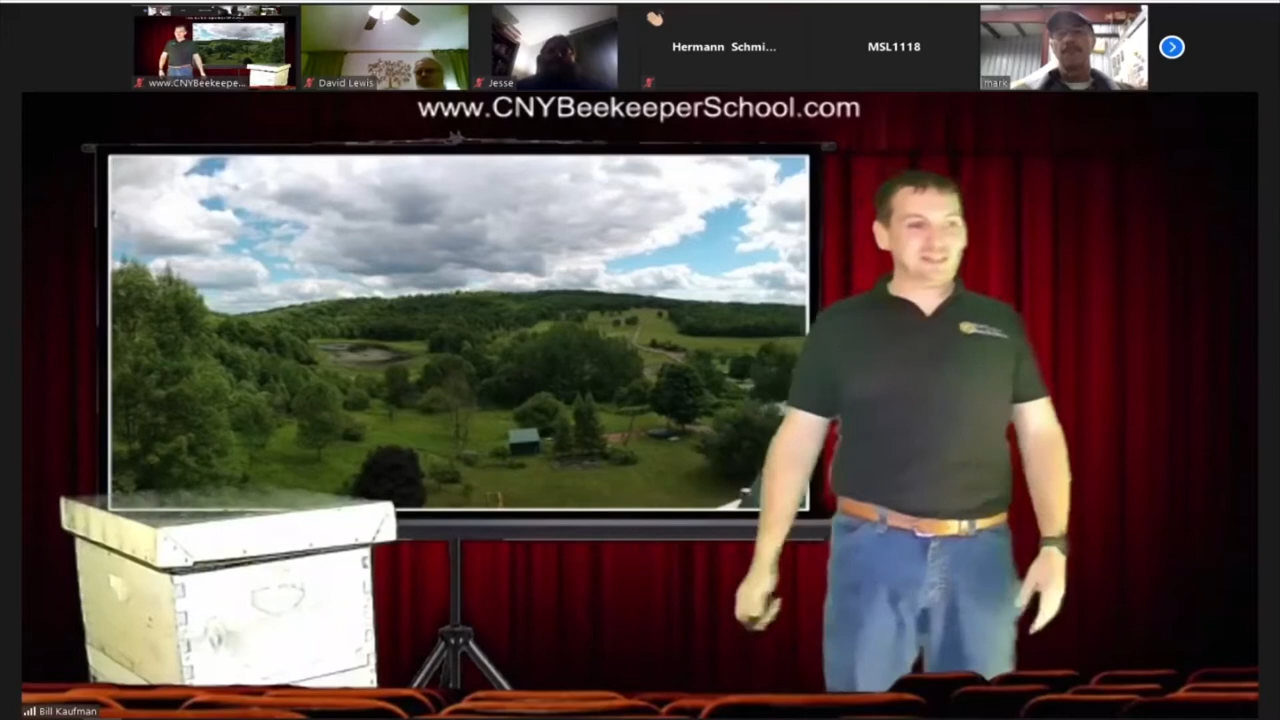 www.CNYBeekeepe...
David Lewis
Jesse
Hermann Schmi...
MSL1118
mark
www.CNYBeekeeperSchool.com
Bill Kaufman